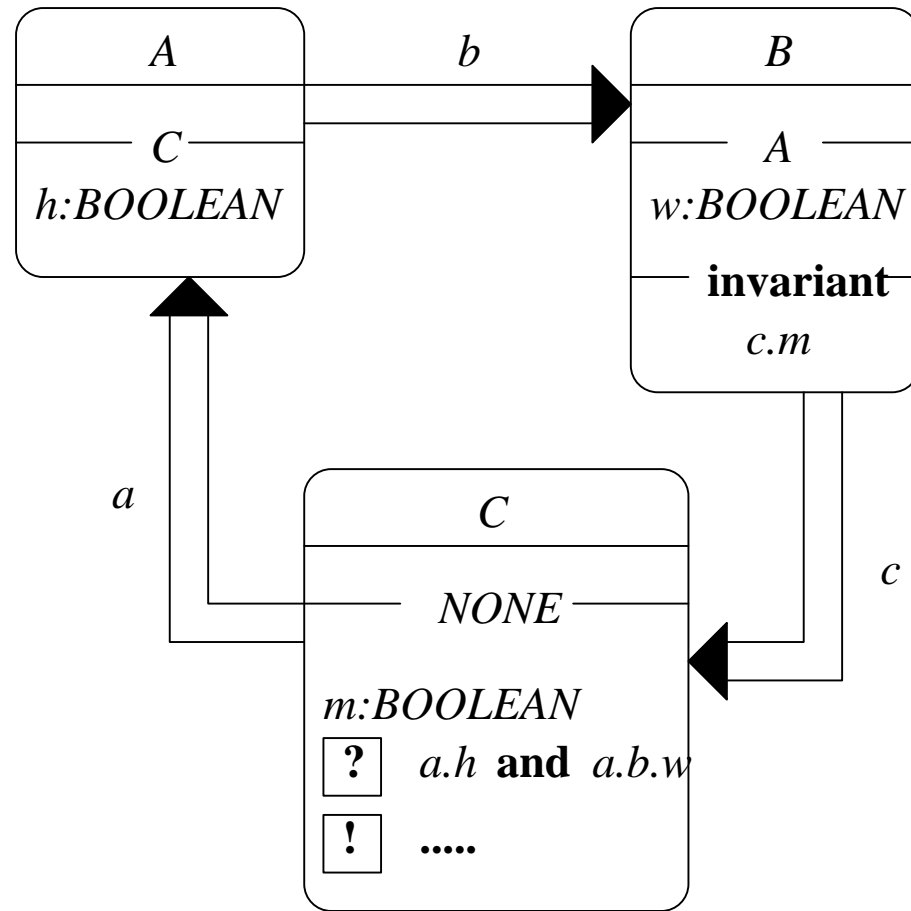 A
C
h:BOOLEAN
b
B
A
w:BOOLEAN
invariant
c.m
a
c
C
NONE
m:BOOLEAN
? a.h and a.b.w
! .....